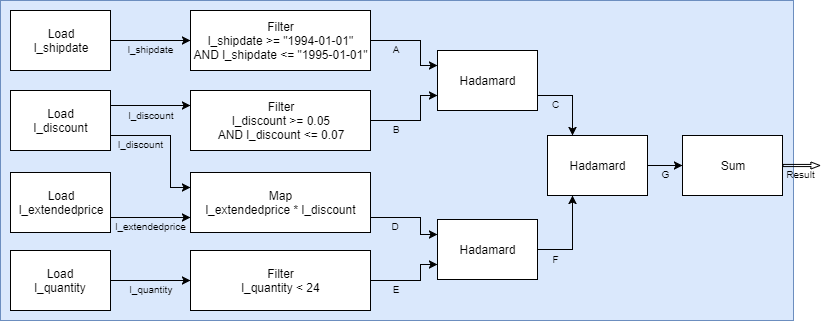 Load
l_shipdate
l_shipdate
Filter
l_shipdate >= "1994-01-01"
AND l_shipdate <= "1995-01-01"
A
Hadamard
C
Load
l_discount
l_discount
l_discount
Filter
l_discount >= 0.05
AND l_discount <= 0.07
B
Hadamard
G
Sum
Result
Load
l_extendedprice
l_extendedprice
Map
l_extendedprice * l_discount
D
Hadamard
F
Load
l_quantity
l_quantity
Filter
l_quantity < 24
E